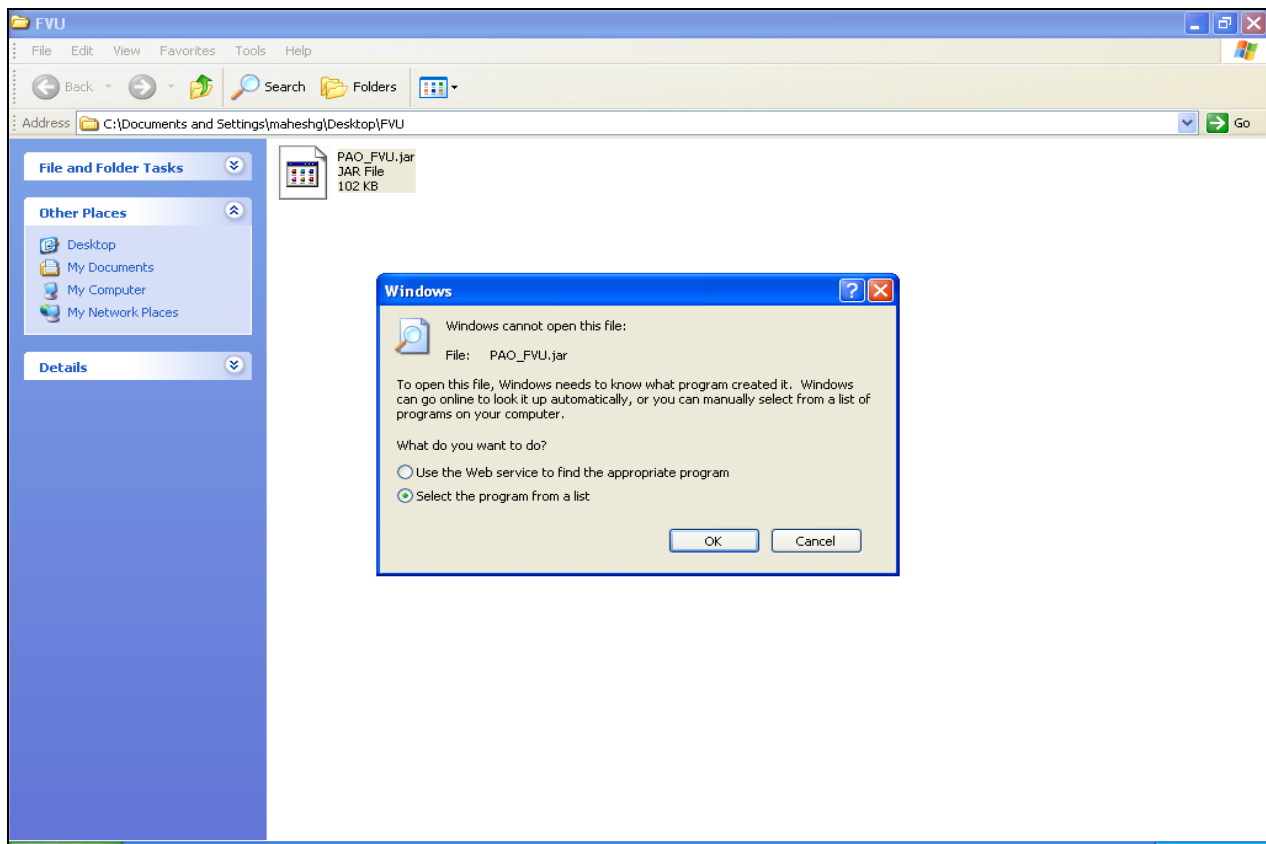 FVU
File Edit View Favorites Tools Help
Back Search Folders
Address C:\Documents and Settings\maheshg\Desktop\FVU Go
File and Folder Tasks
Other Places
Desktop
My Documents
My Computer
My Network Places
Details
PAO_FVU.jar
JAR File
102 KB
Windows
Windows cannot open this file:
File: PAO_FVU.jar
To open this file, Windows needs to know what program created it. Windows
can go online to look it up automatically, or you can manually select from a list of
programs on your computer.
What do you want to do?
Use the Web service to find the appropriate program
Select the program from a list
OK Cancel